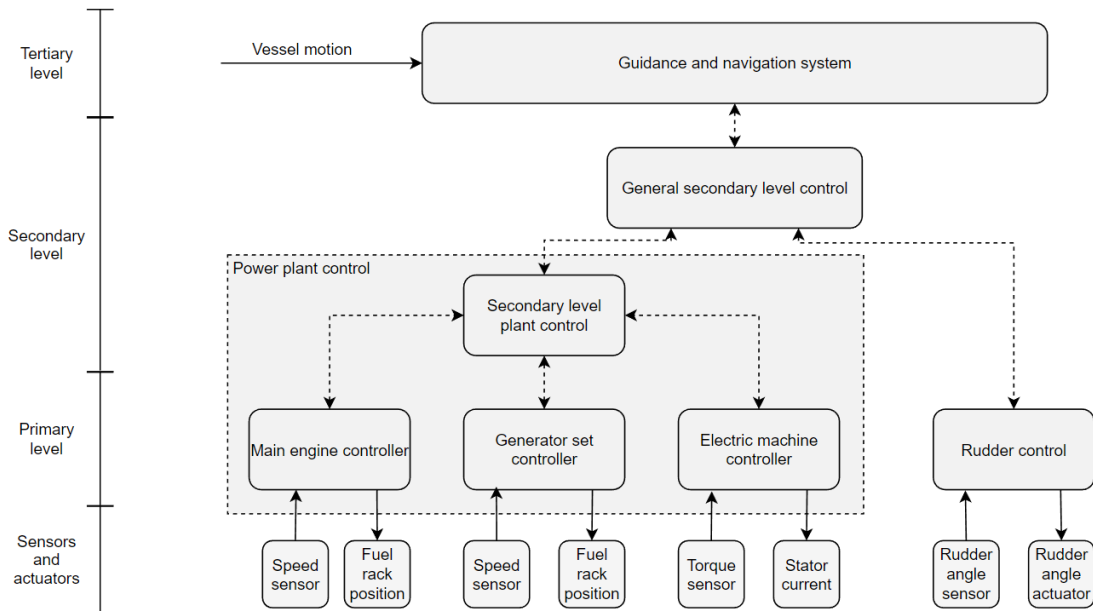 Tertiary
level
Vessel motion
Guidance and navigation system
General secondary level control
Secondary
level
Power plant control
Secondary level
plant control
Primary
level
Main engine controller
Generator set
controller
Electric machine
controller
Rudder control
Sensors
and
actuators
Speed
sensor
Fuel
rack
position
Speed
sensor
Fuel
rack
position
Torque
sensor
Stator
current
Rudder
angle
sensor
Rudder
angle
actuator